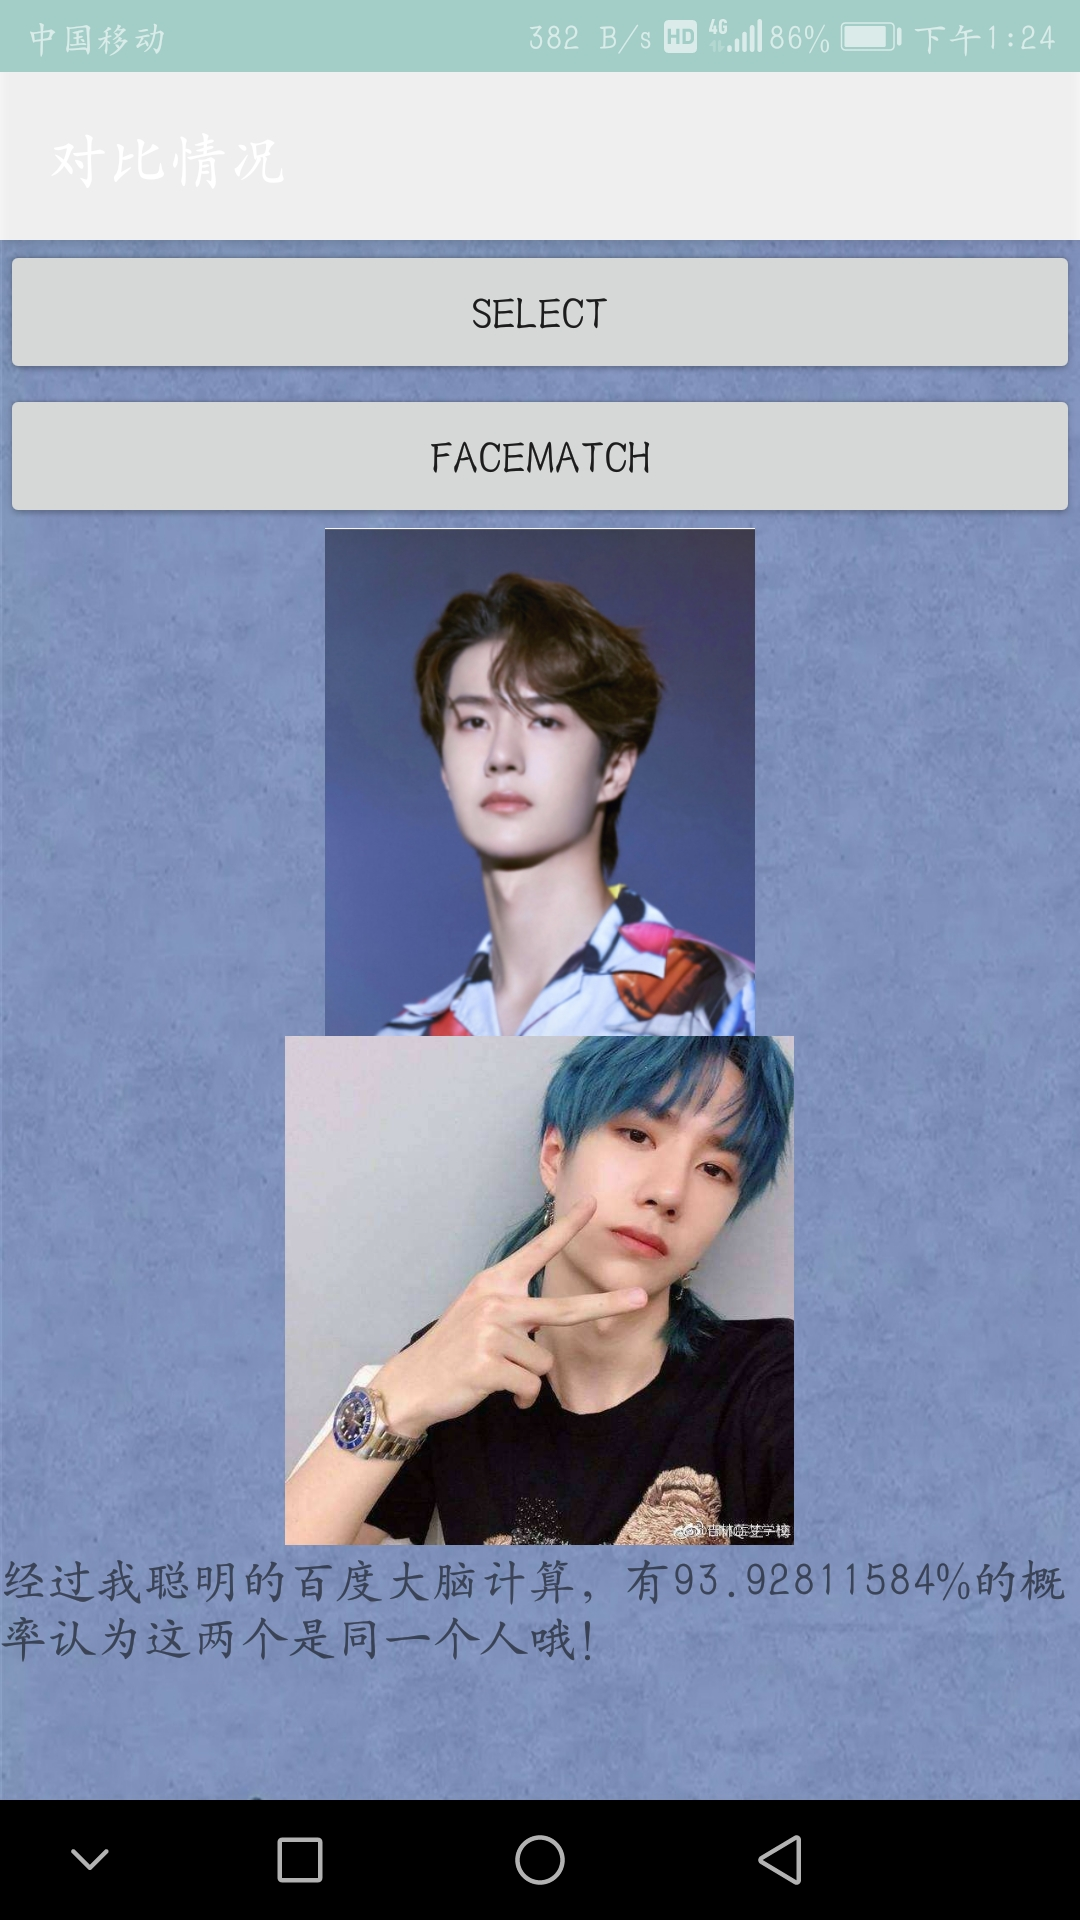 中国移动 382 B/s HD 4G 86% 下午1:24
对比情况
SELECT
FACEMATCH
经过我聪明的百度大脑计算，有93.92811584%的概
率认为这两个是同一个人哦!